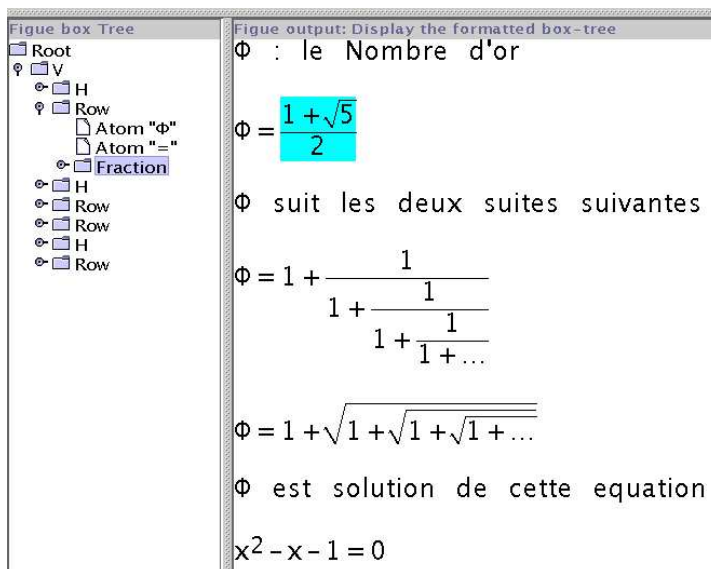 Figue box Tree
Root
V
H
Row
Atom "Φ"
Atom "="
Fraction
H
Row
Row
H
Row
Figue output: Display the formatted box-tree
Φ : le Nombre d'or
Φ = (1 + √5)/2
Φ suit les deux suites suivantes
Φ = 1 + 1/(1 + 1/(1 + 1/(1 + ...)))
Φ = 1 + √(1 + √(1 + √(1 + ...)))
Φ est solution de cette equation
x² - x - 1 = 0